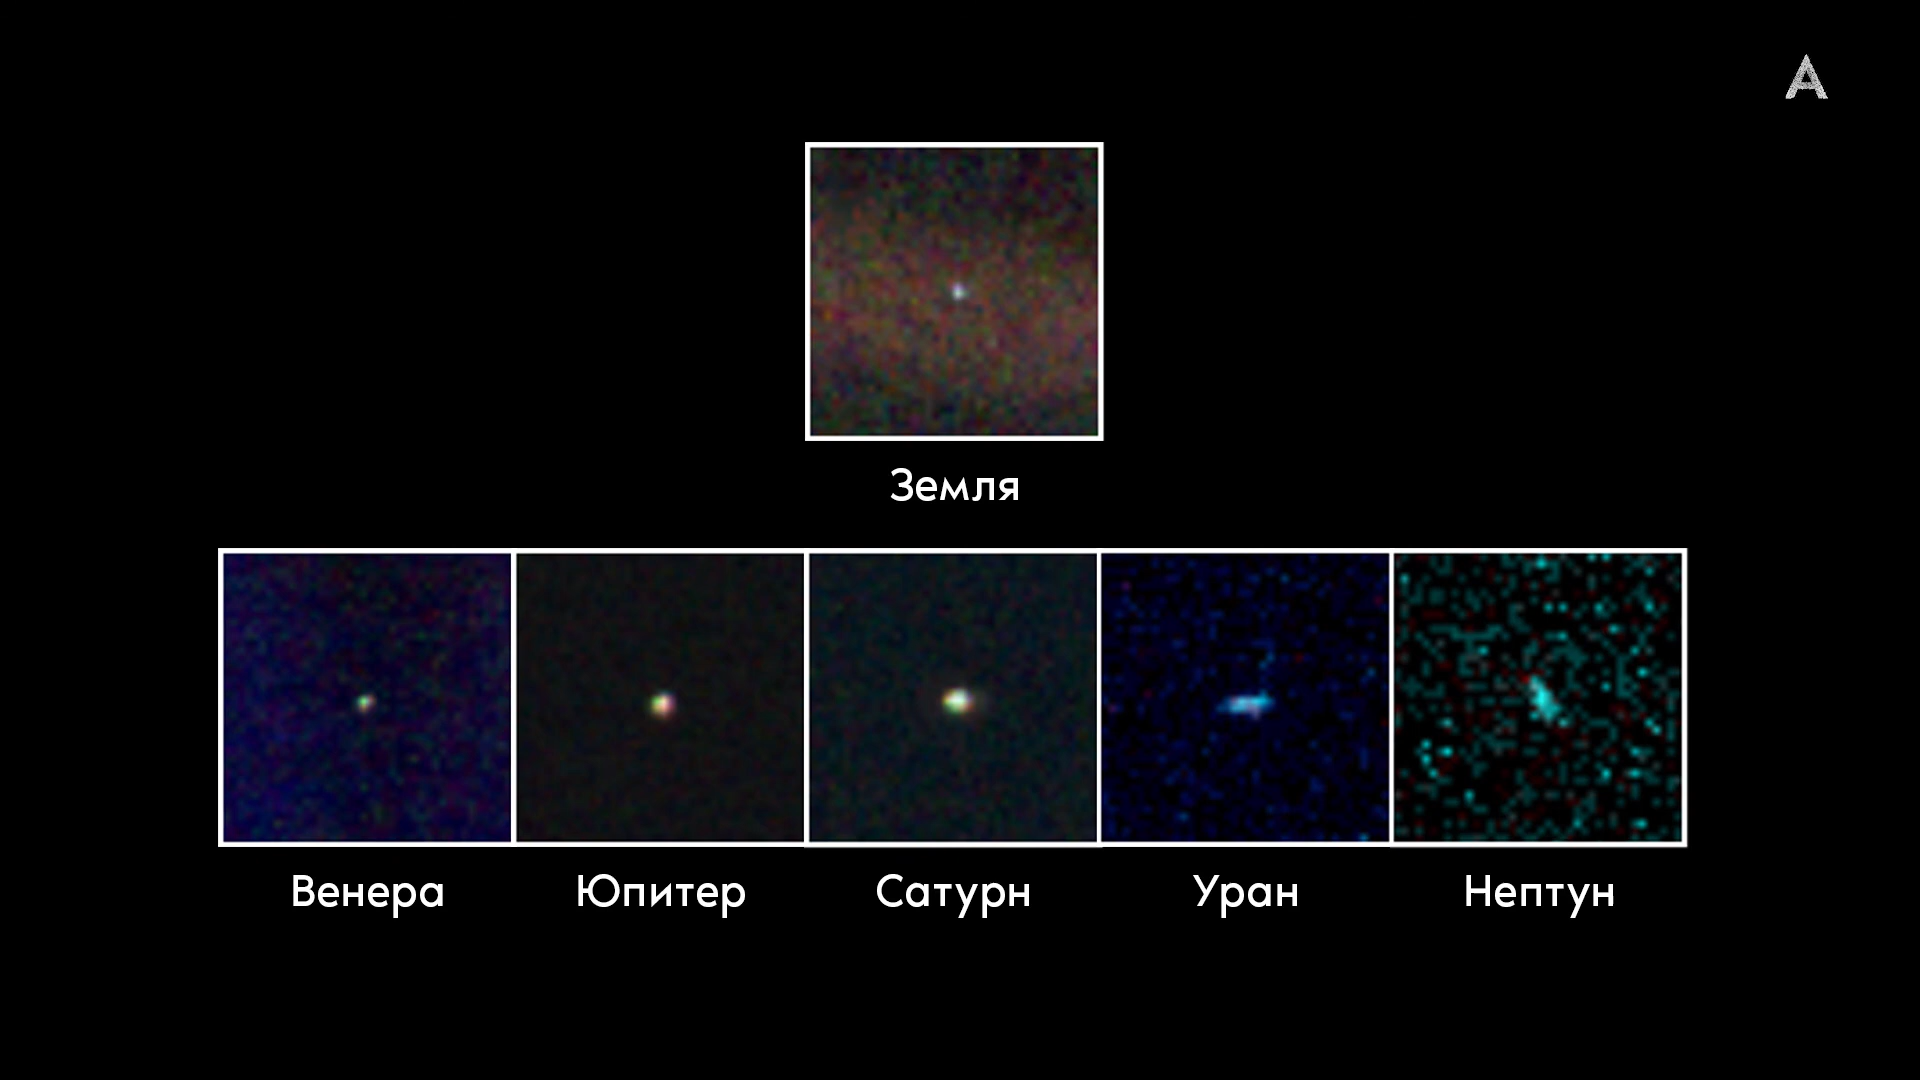 A
Земля
Венера
Юпитер
Сатурн
Уран
Нептун